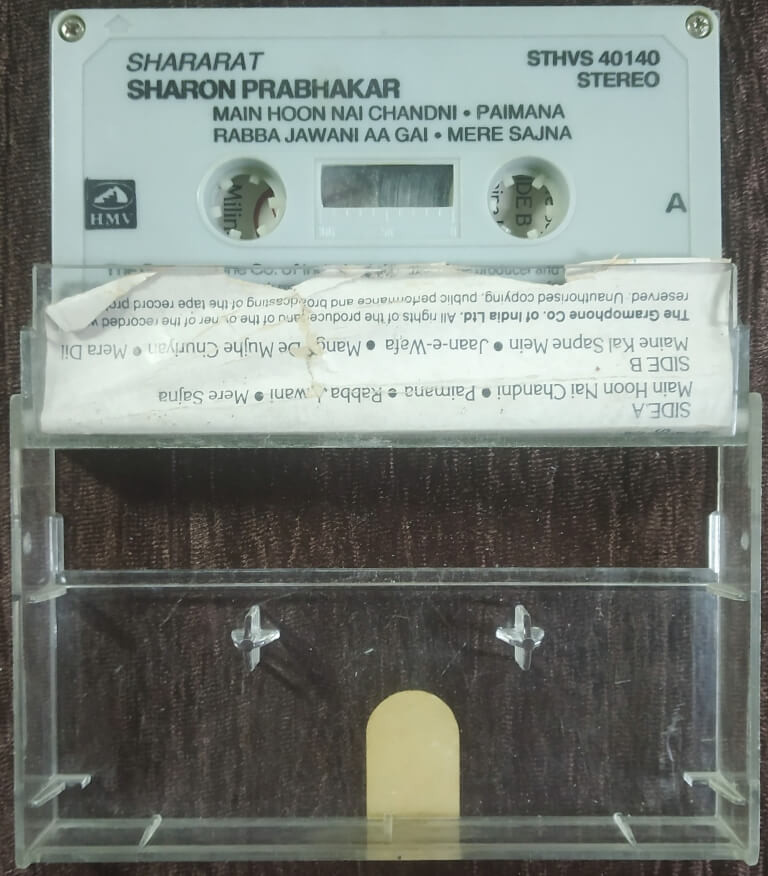 SHARARAT
SHARON PRABHAKAR
STHVS 40140
STEREO
MAIN HOON NAI CHANDNI • PAIMANA
RABBA JAWANI AA GAI • MERE SAJNA
HMV
A
SIDE B
SIDE.A
Main Hoon Nai Chandni • Paimana • Rabba Mere Sajna
SIDE B
Maine Kal Sapne Mein • Jaan-e-Wafa • Mang De Mujhe Churiyan • Mera Dil
The Gramophone Co. of India Ltd. All rights of the producer and of the owner of the recorded
reserved. Unauthorised copying, public performance and broadcasting of the tape record